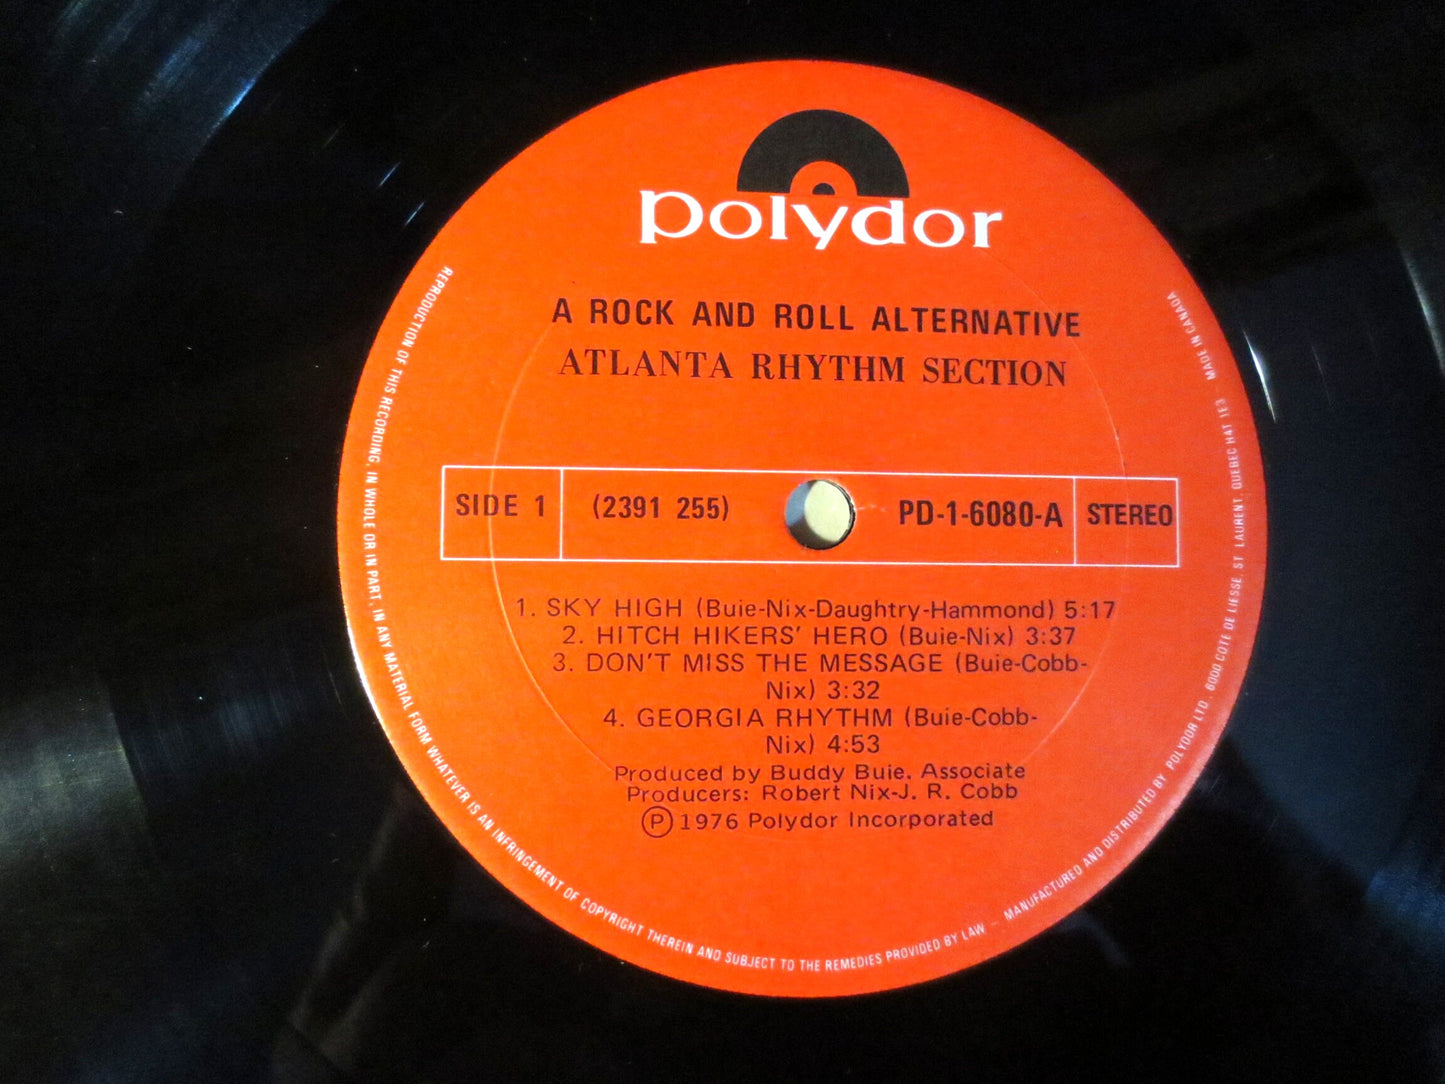 polydor
A ROCK AND ROLL ALTERNATIVE
ATLANTA RHYTHM SECTION
SIDE 1 (2391 255) PD-1-6080-A STEREO
1. SKY HIGH (Buie-Nix-Daughtry-Hammond) 5:17
2. HITCH HIKERS' HERO (Buie-Nix) 3:37
3. DON'T MISS THE MESSAGE (Buie-Cobb-
Nix) 3:32
4. GEORGIA RHYTHM (Buie-Cobb-
Nix) 4:53
Produced by Buddy Buie. Associate
Producers: Robert Nix-J. R. Cobb
Ⓟ 1976 Polydor Incorporated
REPRODUCTION OF THIS RECORDING, IN WHOLE OR IN PART, IN ANY MATERIAL FORM WHATEVER IS AN INFRINGEMENT OF COPYRIGHT THEREIN AND SUBJECT TO THE REMEDIES PROVIDED BY LAW – MANUFACTURED AND DISTRIBUTED BY POLYDOR LTD. 6000 COTE DE LIESSE, ST LAURENT, QUEBEC H4T 1E3 MADE IN CANADA